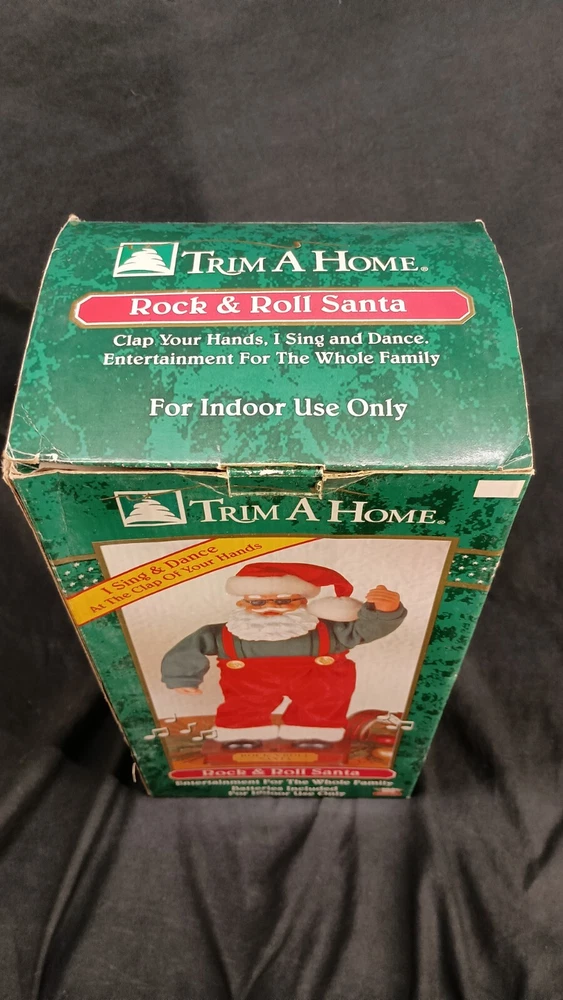 TRIM A HOME®
Rock & Roll Santa
Clap Your Hands, I Sing and Dance.
Entertainment For The Whole Family
For Indoor Use Only
TRIM A HOME®
I Sing & Dance
At The Clap Of Your Hands
Rock & Roll Santa
Entertainment For The Whole Family
Batteries Included
For Indoor Use Only